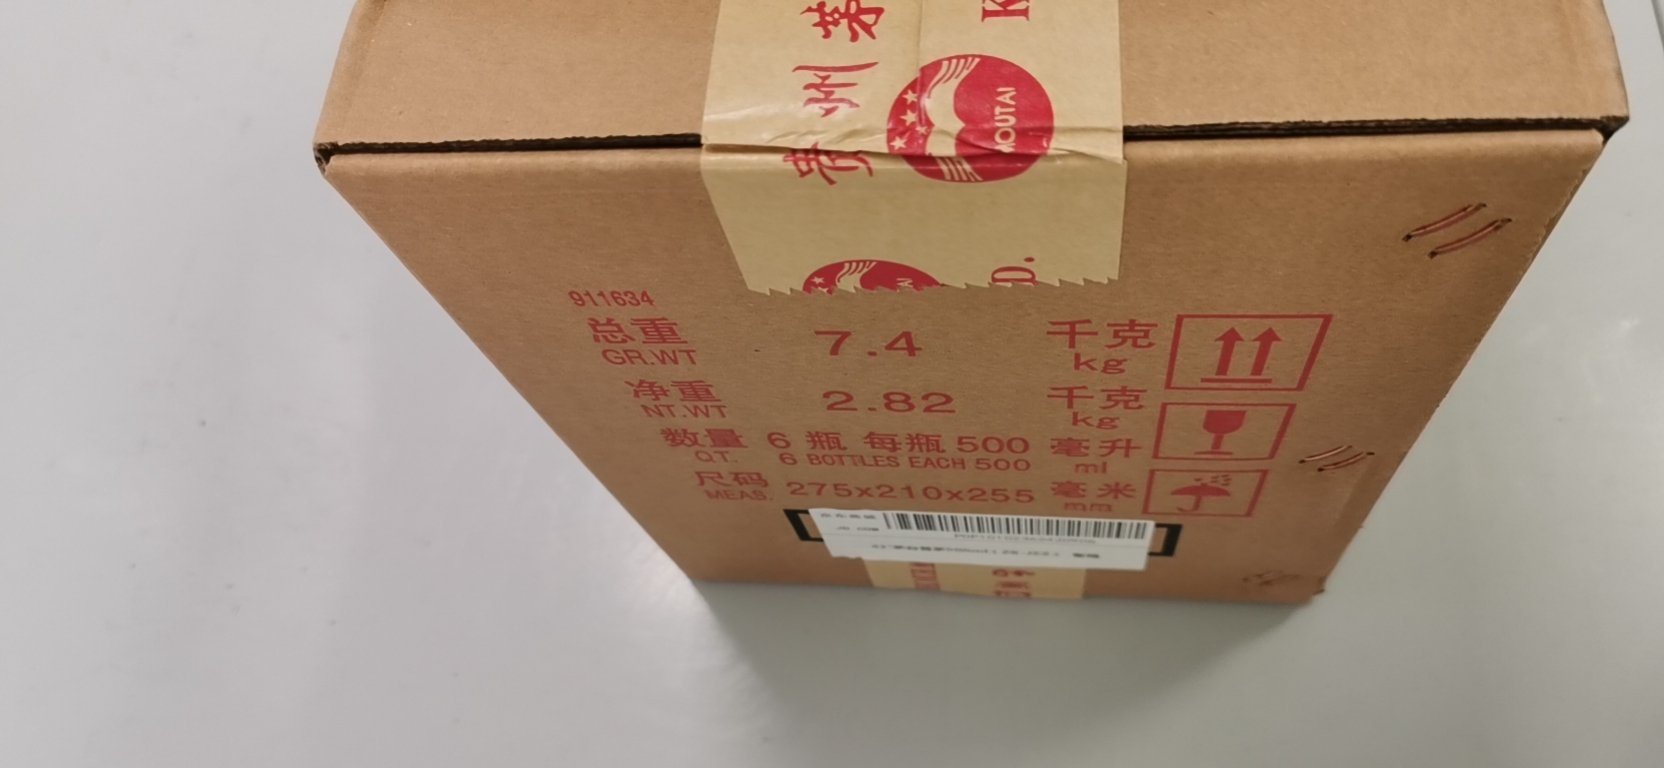 贵州茅
K
MOUTAI
D.
911634
总重 7.4 千克
GR.WT kg
净重 2.82 千克
NT.WT kg
数量 6 瓶 每瓶 500 毫升
Q.T. 6 BOTTLES EACH 500 ml
尺码 275x210x255 毫米
MEAS. mm